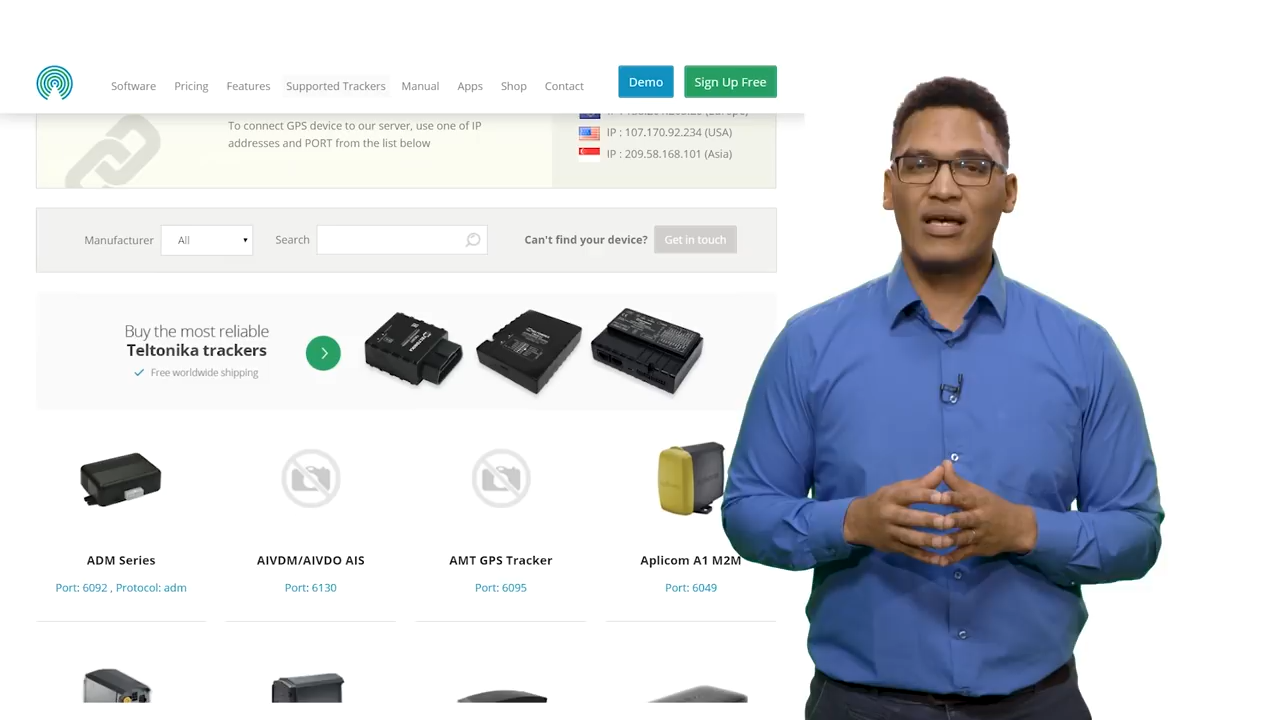 Software Pricing Features Supported Trackers Manual Apps Shop Contact Demo Sign Up Free
To connect GPS device to our server, use one of IP
addresses and PORT from the list below
IP : 107.170.92.234 (USA)
IP : 209.58.168.101 (Asia)
Manufacturer All Search Can't find your device? Get in touch
Buy the most reliable
Teltonika trackers
Free worldwide shipping
ADM Series
Port: 6092 , Protocol: adm
AIVDM/AIVDO AIS
Port: 6130
AMT GPS Tracker
Port: 6095
Aplicom A1 M2M
Port: 6049